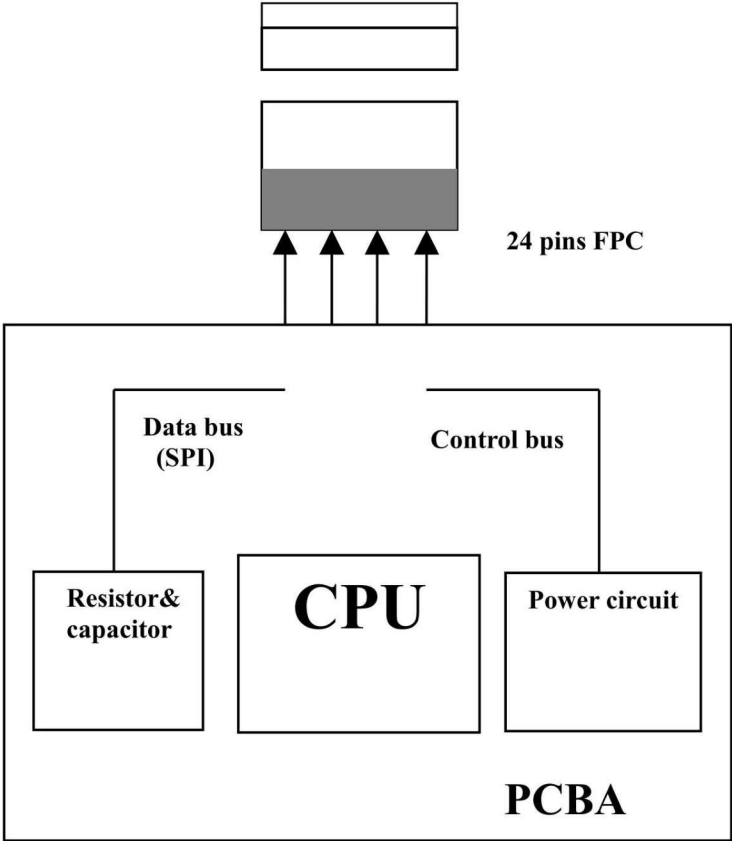 24 pins FPC
Data bus
(SPI)
Control bus
Resistor&
capacitor
CPU
Power circuit
PCBA